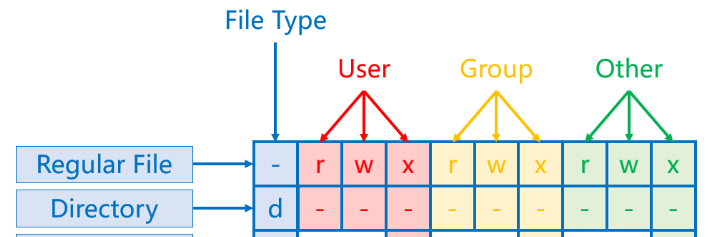 File Type
User Group Other
Regular File - r w x r w x r w x
Directory d - - - - - - - - -